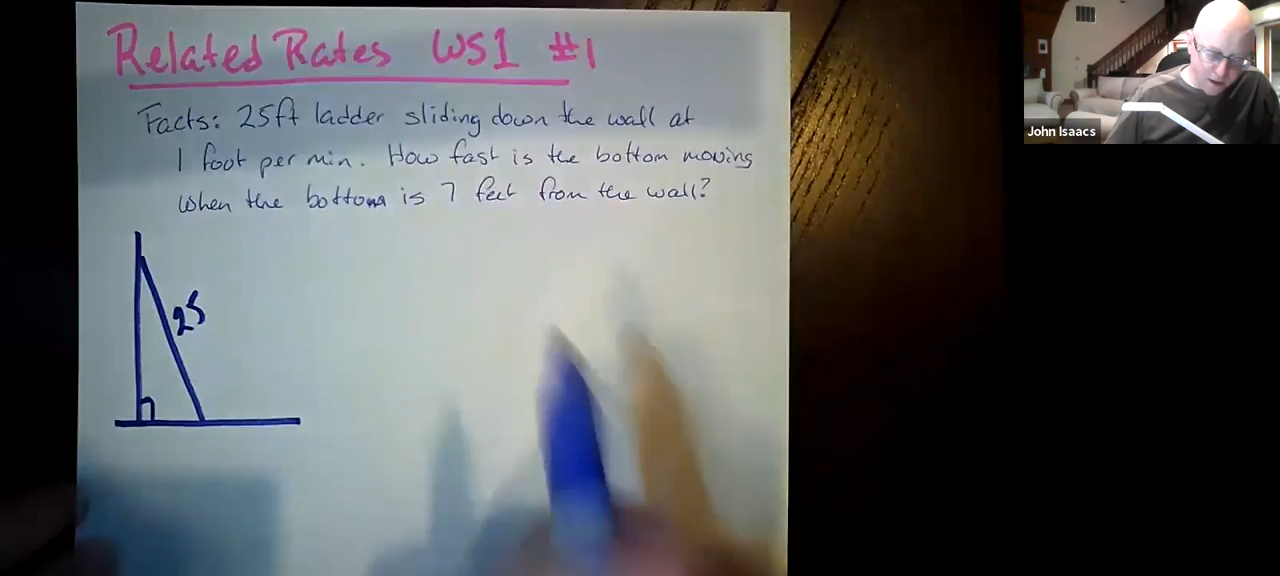 Related Rates WS1 #1
Facts: 25ft ladder sliding down the wall at
1 foot per min. How fast is the bottom moving
when the bottom is 7 feet from the wall?
25
John Isaacs